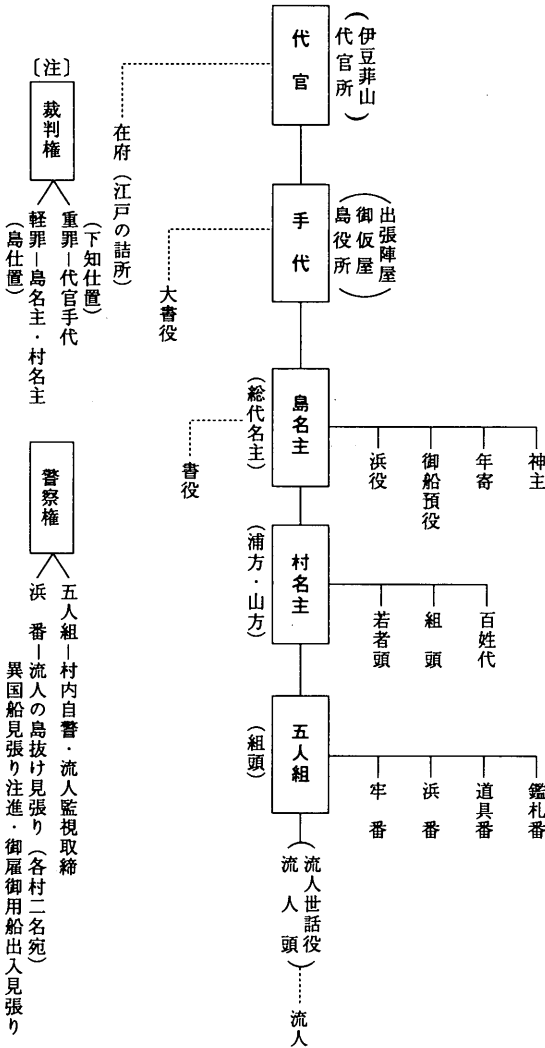 代官
（伊豆韮山
代官所）
在府（江戸の詰所）
手代
（出張陣屋
御仮屋
島役所）
大書役
島名主
（総代名主）
書役
神主
年寄
御船預役
浜役
村名主
（浦方・山方）
百姓代
組頭
若者頭
五人組
（組頭）
鑑札番
道具番
浜番
牢番
（流人世話役
流人頭）
流人
〔注〕
裁判権
（下知仕置）
重罪―代官手代
軽罪―島名主・村名主
（島仕置）
警察権
五人組―村内自警・流人監視取締
浜番―流人の島抜け見張り（各村二名宛）
異国船見張り注進・御雇御用船出入見張り